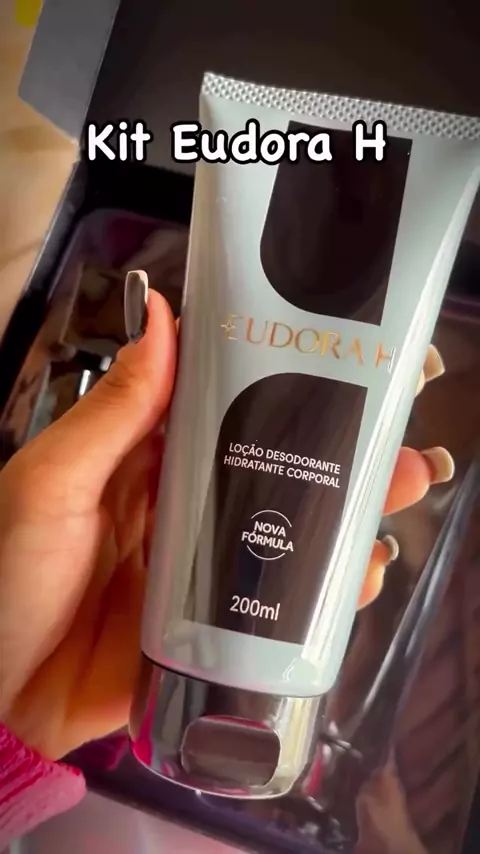 Kit Eudora H
EUDORA H
LOÇÃO DESODORANTE
HIDRATANTE CORPORAL
NOVA
FÓRMULA
200ml